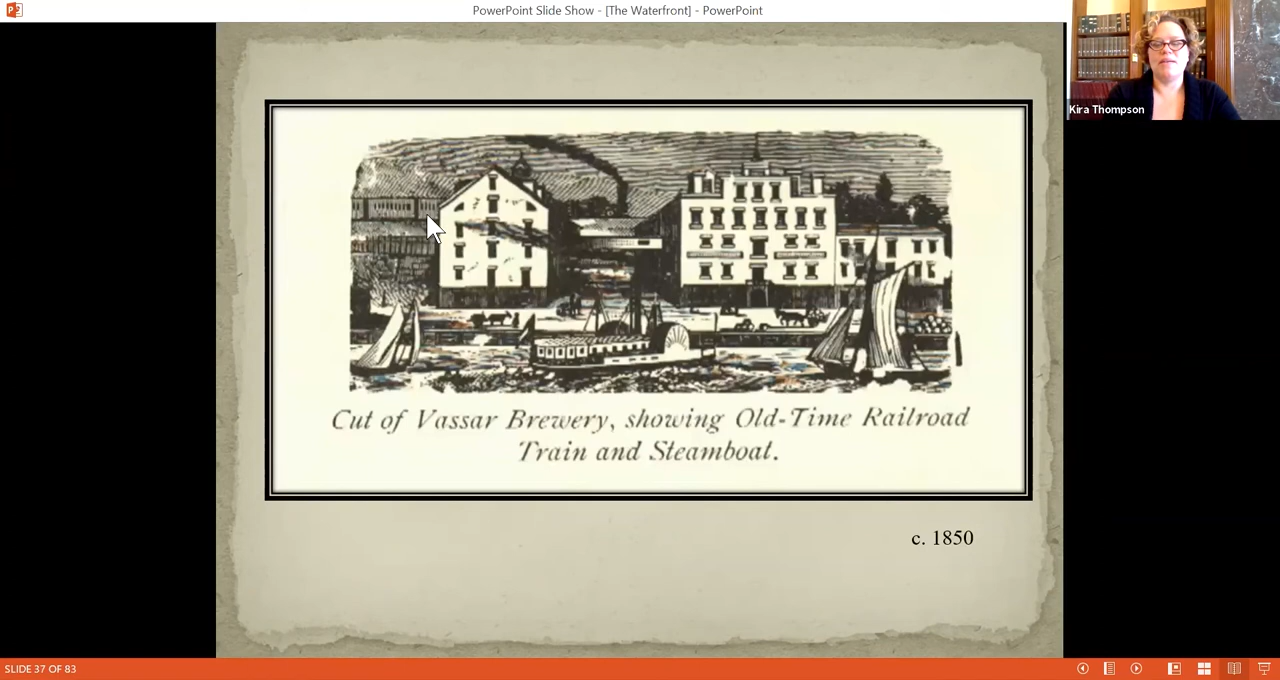 PowerPoint Slide Show - [The Waterfront] - PowerPoint
Kira Thompson
Cut of Vassar Brewery, showing Old-Time Railroad
Train and Steamboat.
c. 1850
SLIDE 37 OF 83